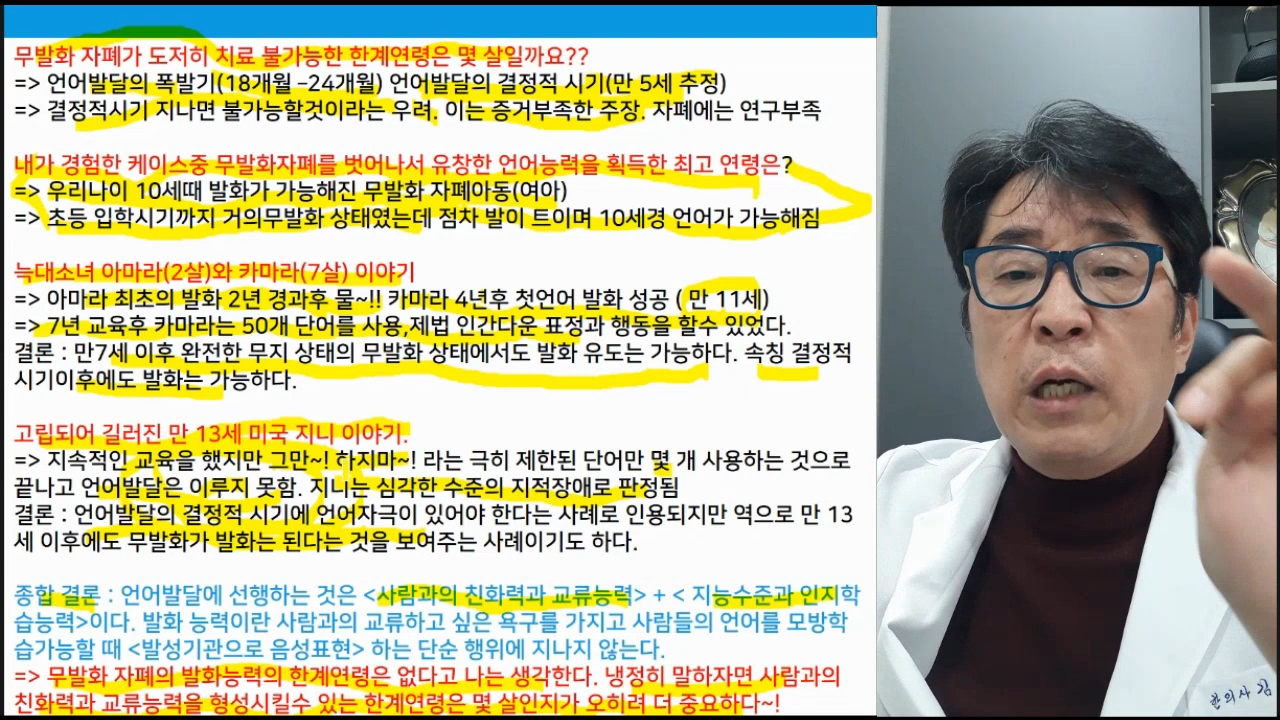 무발화 자폐가 도저히 치료 불가능한 한계연령은 몇 살일까요??
=> 언어발달의 폭발기(18개월 –24개월) 언어발달의 결정적 시기(만 5세 추정)
=> 결정적시기 지나면 불가능할것이라는 우려. 이는 증거부족한 주장. 자폐에는 연구부족
내가 경험한 케이스중 무발화자폐를 벗어나서 유창한 언어능력을 획득한 최고 연령은?
=> 우리나이 10세때 발화가 가능해진 무발화 자폐아동(여아)
=> 초등 입학시기까지 거의무발화 상태였는데 점차 발이 트이며 10세경 언어가 가능해짐
늑대소녀 아마라(2살)와 카마라(7살) 이야기
=> 아마라 최초의 발화 2년 경과후 물~!! 카마라 4년후 첫언어 발화 성공 ( 만 11세)
=> 7년 교육후 카마라는 50개 단어를 사용,제법 인간다운 표정과 행동을 할수 있었다.
결론 : 만7세 이후 완전한 무지 상태의 무발화 상태에서도 발화 유도는 가능하다. 속칭 결정적
시기이후에도 발화는 가능하다.
고립되어 길러진 만 13세 미국 지니 이야기.
=> 지속적인 교육을 했지만 그만~! 하지마~! 라는 극히 제한된 단어만 몇 개 사용하는 것으로
끝나고 언어발달은 이루지 못함. 지니는 심각한 수준의 지적장애로 판정됨
결론 : 언어발달의 결정적 시기에 언어자극이 있어야 한다는 사례로 인용되지만 역으로 만 13
세 이후에도 무발화가 발화는 된다는 것을 보여주는 사례이기도 하다.
종합 결론 : 언어발달에 선행하는 것은 <사람과의 친화력과 교류능력> + < 지능수준과 인지학
습능력>이다. 발화 능력이란 사람과의 교류하고 싶은 욕구를 가지고 사람들의 언어를 모방학
습가능할 때 <발성기관으로 음성표현> 하는 단순 행위에 지나지 않는다.
=> 무발화 자폐의 발화능력의 한계연령은 없다고 나는 생각한다. 냉정히 말하자면 사람과의
친화력과 교류능력을 형성시킬수 있는 한계연령은 몇 살인지가 오히려 더 중요하다~!
한의사 김